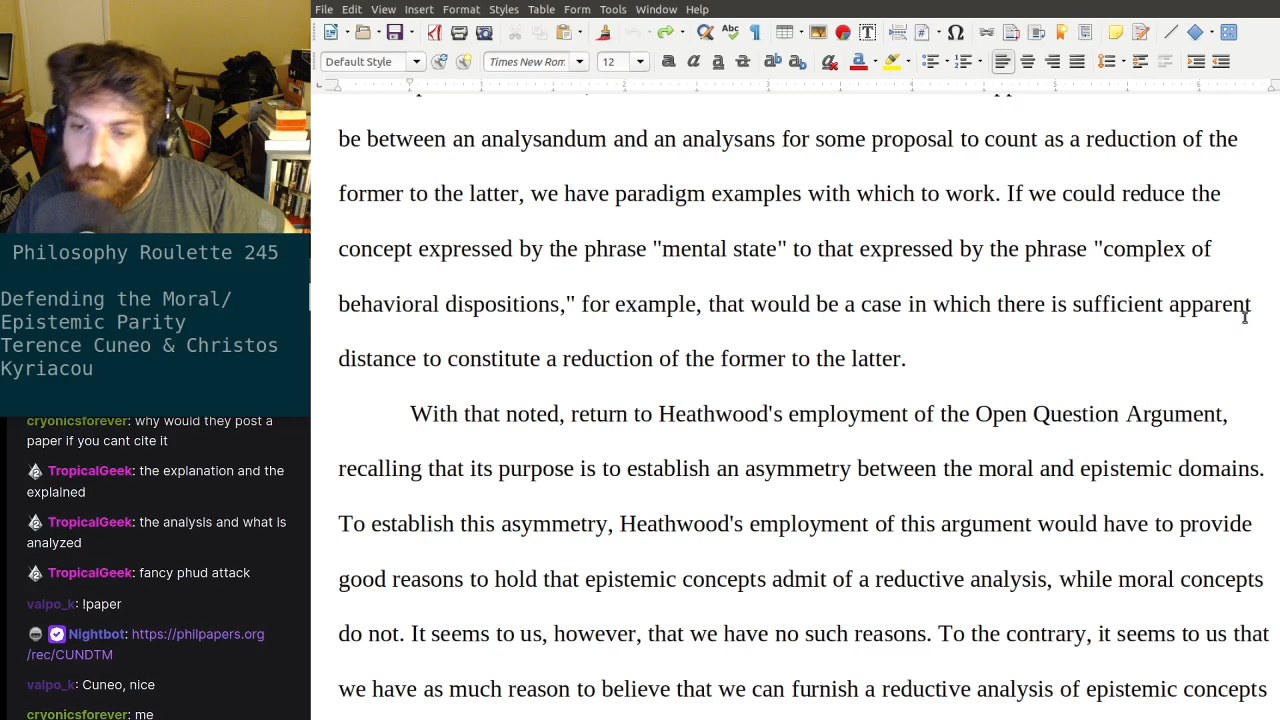 File Edit View Insert Format Styles Table Form Tools Window Help
Default Style Times New Rom 12
be between an analysandum and an analysans for some proposal to count as a reduction of the
former to the latter, we have paradigm examples with which to work. If we could reduce the
concept expressed by the phrase "mental state" to that expressed by the phrase "complex of
behavioral dispositions," for example, that would be a case in which there is sufficient apparent
distance to constitute a reduction of the former to the latter.
With that noted, return to Heathwood's employment of the Open Question Argument,
recalling that its purpose is to establish an asymmetry between the moral and epistemic domains.
To establish this asymmetry, Heathwood's employment of this argument would have to provide
good reasons to hold that epistemic concepts admit of a reductive analysis, while moral concepts
do not. It seems to us, however, that we have no such reasons. To the contrary, it seems to us that
we have as much reason to believe that we can furnish a reductive analysis of epistemic concepts
Philosophy Roulette 245
Defending the Moral/
Epistemic Parity
Terence Cuneo & Christos
Kyriacou
cryonicsforever: why would they post a
paper if you cant cite it
TropicalGeek: the explanation and the
explained
TropicalGeek: the analysis and what is
analyzed
TropicalGeek: fancy phud attack
valpo_k: !paper
Nightbot: https://philpapers.org
/rec/CUNDTM
valpo_k: Cuneo, nice
cryonicsforever: me